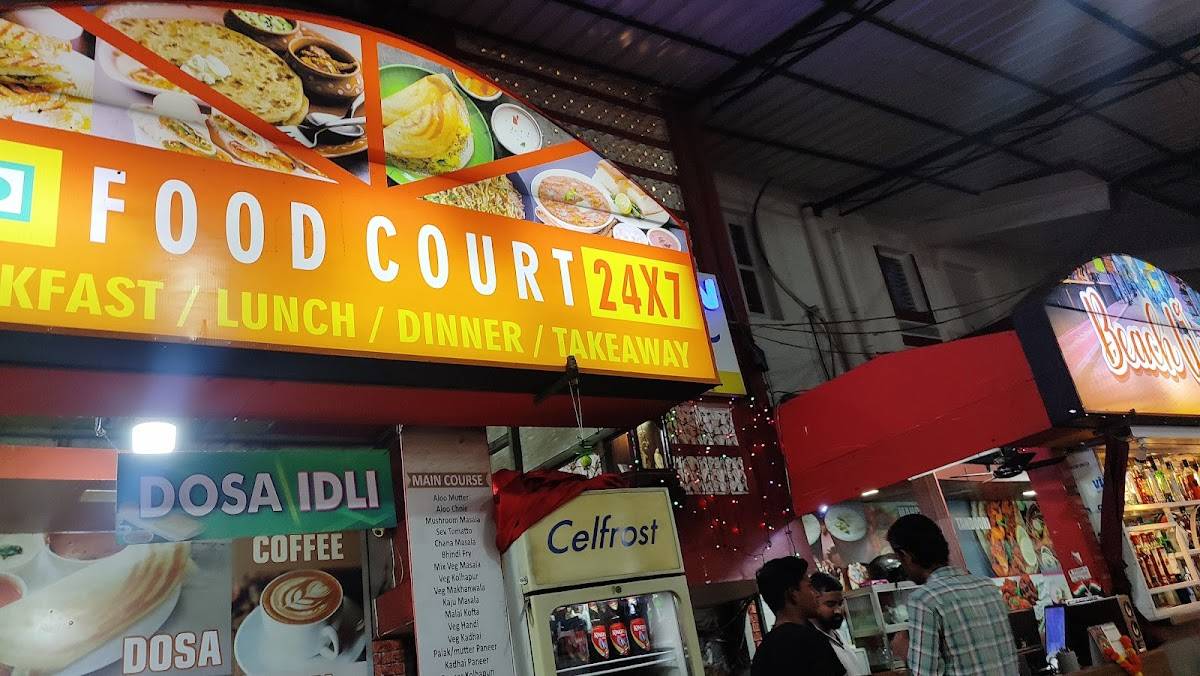 FOOD COURT 24X7
KFAST / LUNCH / DINNER / TAKEAWAY
Beach
DOSA \ IDLI
COFFEE
DOSA
MAIN COURSE
Aloo Mutter
Aloo Chole
Mushroom Masala
Sev Tomatto
Chana Masala
Bhindi Fry
Mix Veg Masala
Veg Kolhapur
Veg Makhanwala
Kaju Masala
Malai Kofta
Veg Handi
Veg Kadhai
Palak/mutter Paneer
Kadhai Paneer
Celfrost